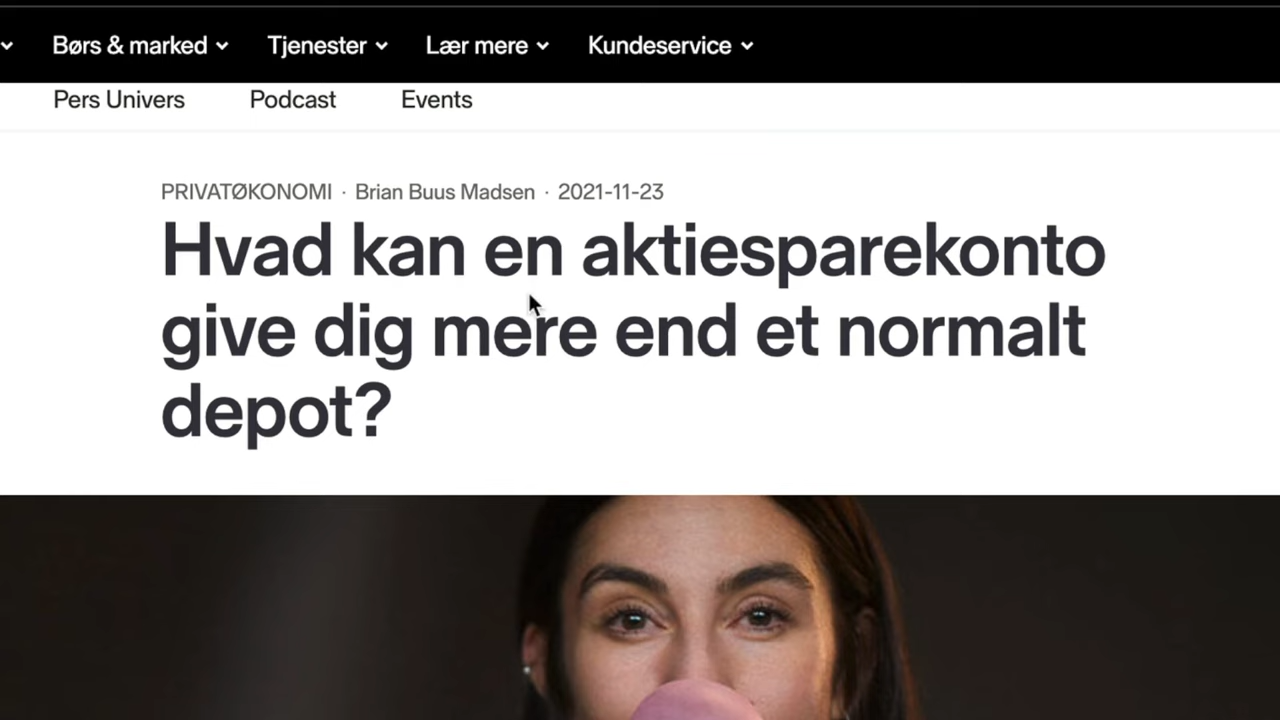 Børs & marked Tjenester Lær mere Kundeservice
Pers Univers Podcast Events
PRIVATØKONOMI · Brian Buus Madsen · 2021-11-23
Hvad kan en aktiesparekonto
give dig mere end et normalt
depot?